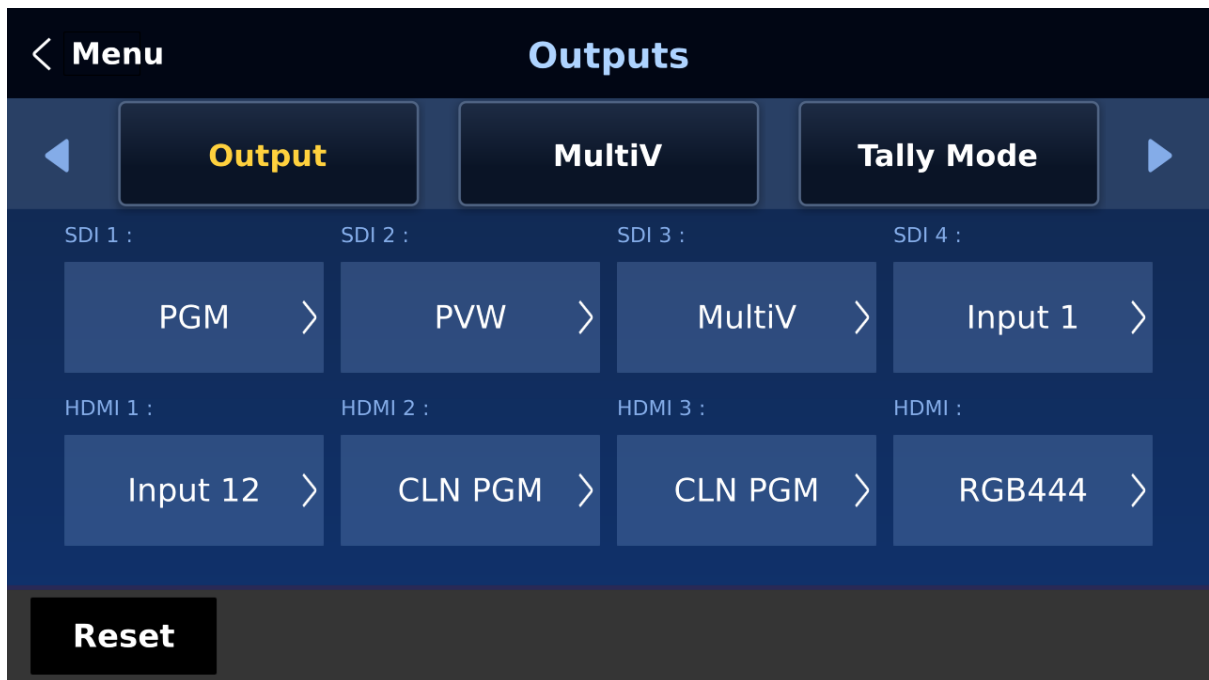 Menu
Outputs
Output
MultiV
Tally Mode
SDI 1 :
SDI 2 :
SDI 3 :
SDI 4 :
PGM
PVW
MultiV
Input 1
HDMI 1 :
HDMI 2 :
HDMI 3 :
HDMI :
Input 12
CLN PGM
CLN PGM
RGB444
Reset